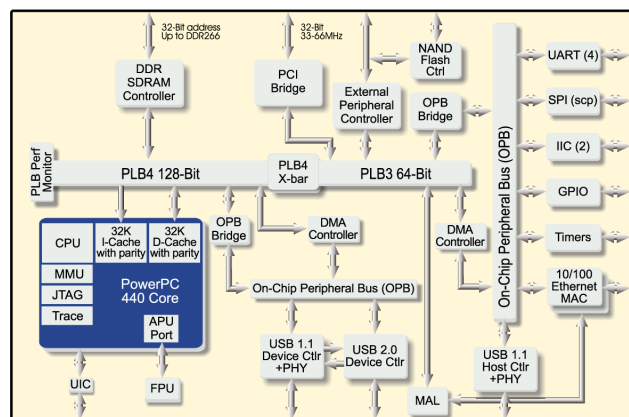 32-Bit address
Up to DDR266
32-Bit
33-66MHz
DDR
SDRAM
Controller
PCI
Bridge
External
Peripheral
Controller
NAND
Flash
Ctrl
OPB
Bridge
UART (4)
SPI (scp)
IIC (2)
GPIO
Timers
10/100
Ethernet
MAC
On-Chip Peripheral Bus (OPB)
PLB Perf
Monitor
PLB4 128-Bit
PLB4
X-bar
PLB3 64-Bit
CPU
32K
I-Cache
with parity
32K
D-Cache
with parity
MMU
JTAG
Trace
PowerPC
440 Core
APU
Port
OPB
Bridge
DMA
Controller
DMA
Controller
On-Chip Peripheral Bus (OPB)
USB 1.1
Device Ctlr
+PHY
USB 2.0
Device Ctlr
USB 1.1
Host Ctlr
+PHY
UIC
FPU
MAL